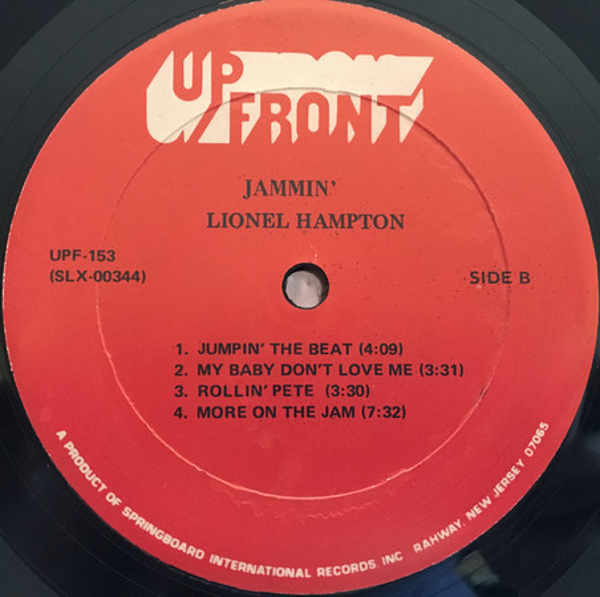 UP
FRONT
JAMMIN'
LIONEL HAMPTON
UPF-153
(SLX-00344)
SIDE B
1. JUMPIN' THE BEAT (4:09)
2. MY BABY DON'T LOVE ME (3:31)
3. ROLLIN' PETE (3:30)
4. MORE ON THE JAM (7:32)
A PRODUCT OF SPRINGBOARD INTERNATIONAL RECORDS, INC. RAHWAY, NEW JERSEY 07065